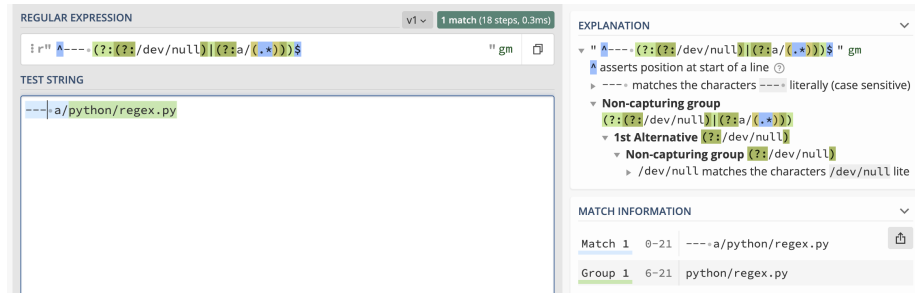 REGULAR EXPRESSION
v1
1 match (18 steps, 0.3ms)
r" ^---·(?:(?:/dev/null)|(?:a/(.*)))$ " gm
TEST STRING
---·a/python/regex.py
EXPLANATION
" ^---·(?:(?:/dev/null)|(?:a/(.*)))$ " gm
^ asserts position at start of a line
---· matches the characters ---· literally (case sensitive)
Non-capturing group
(?:(?:/dev/null)|(?:a/(.*)))
1st Alternative (?:/dev/null)
Non-capturing group (?:/dev/null)
/dev/null matches the characters /dev/null lite
MATCH INFORMATION
Match 1 0-21 ---·a/python/regex.py
Group 1 6-21 python/regex.py